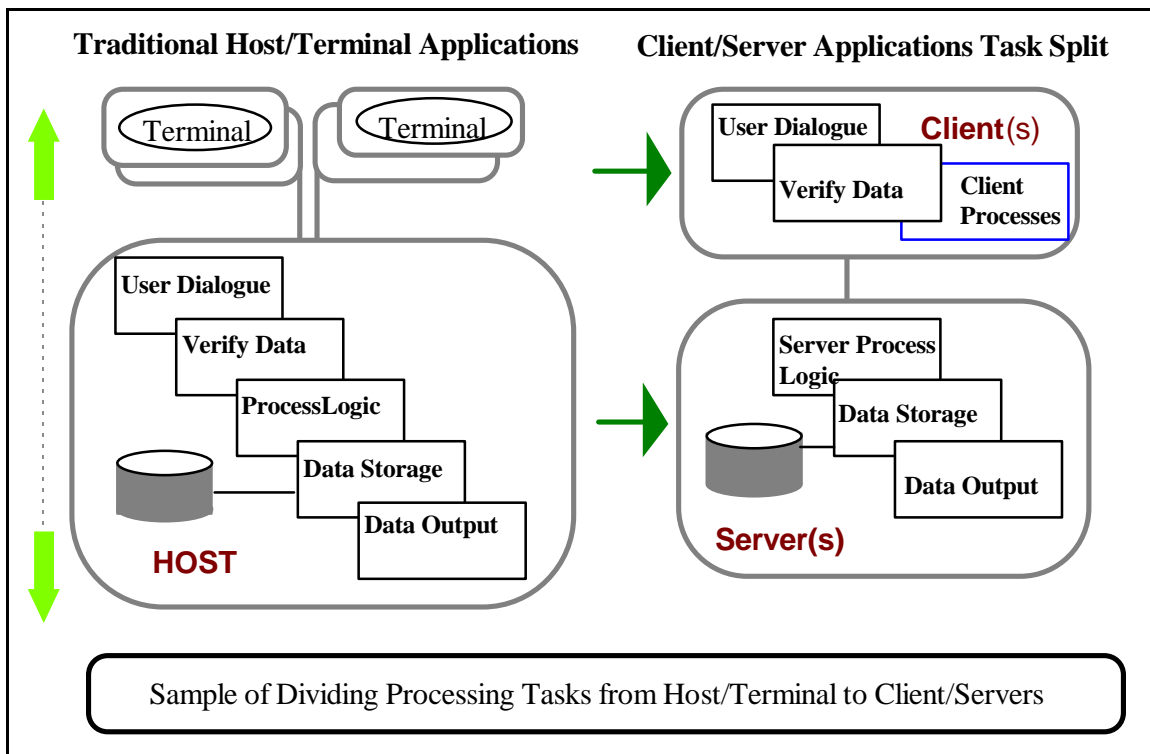 Traditional Host/Terminal Applications
Client/Server Applications Task Split
Terminal
Terminal
User Dialogue
Verify Data
ProcessLogic
Data Storage
Data Output
HOST
User Dialogue
Client(s)
Verify Data
Client
Processes
Server Process
Logic
Data Storage
Data Output
Server(s)
Sample of Dividing Processing Tasks from Host/Terminal to Client/Servers